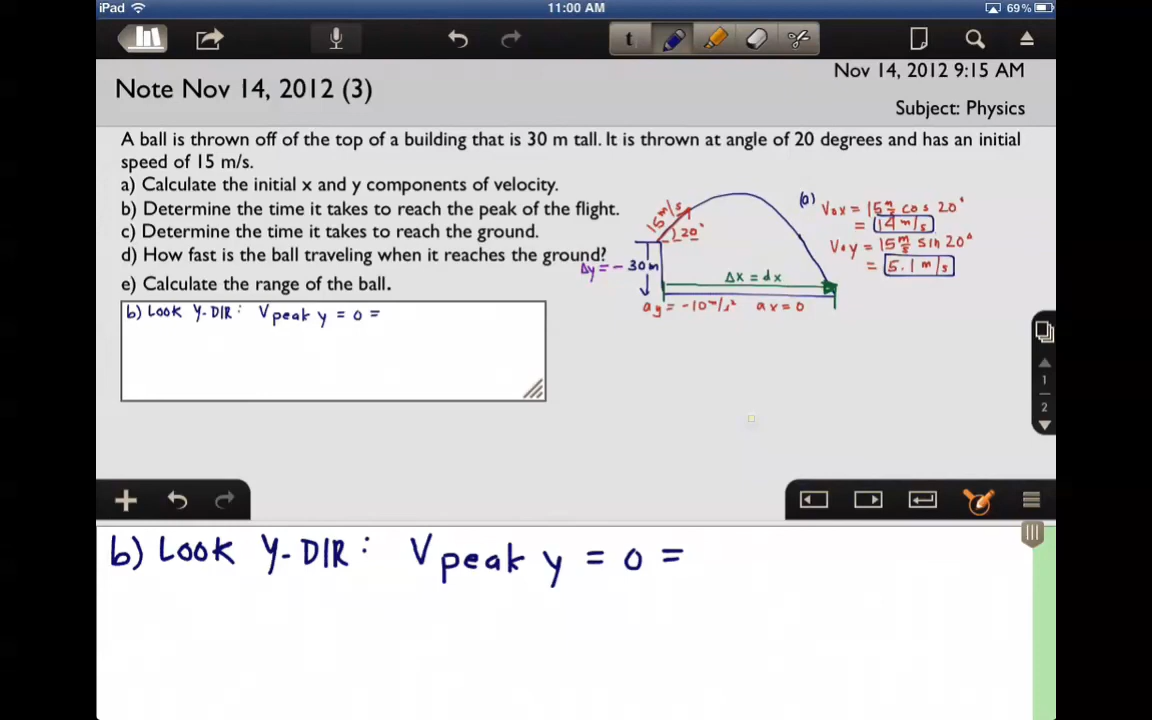 iPad 11:00 AM 69%
t
Nov 14, 2012 9:15 AM
Note Nov 14, 2012 (3)
Subject: Physics
A ball is thrown off of the top of a building that is 30 m tall. It is thrown at angle of 20 degrees and has an initial
speed of 15 m/s.
a) Calculate the initial x and y components of velocity.
b) Determine the time it takes to reach the peak of the flight.
c) Determine the time it takes to reach the ground.
d) How fast is the ball traveling when it reaches the ground?
e) Calculate the range of the ball.
15 m/s
20°
Δy = - 30m
Δx = dx
ay = -10 m/s² ax = 0
(a) Vox = 15 m/s cos 20°
= 14 m/s
Voy = 15 m/s sin 20°
= 5.1 m/s
b) Look Y-DIR: Vpeak y = 0 =
1
2
b) Look Y-DIR: Vpeak y = 0 =